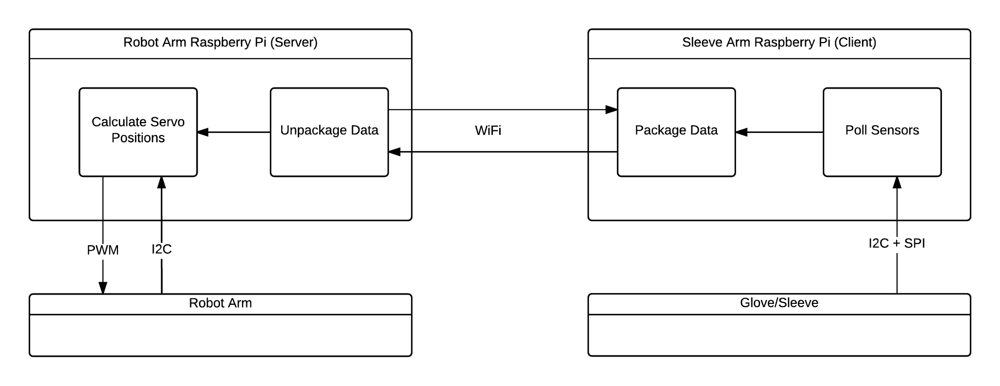 Robot Arm Raspberry Pi (Server)
Sleeve Arm Raspberry Pi (Client)
Calculate Servo
Positions
Unpackage Data
WiFi
Package Data
Poll Sensors
PWM
I2C
I2C + SPI
Robot Arm
Glove/Sleeve